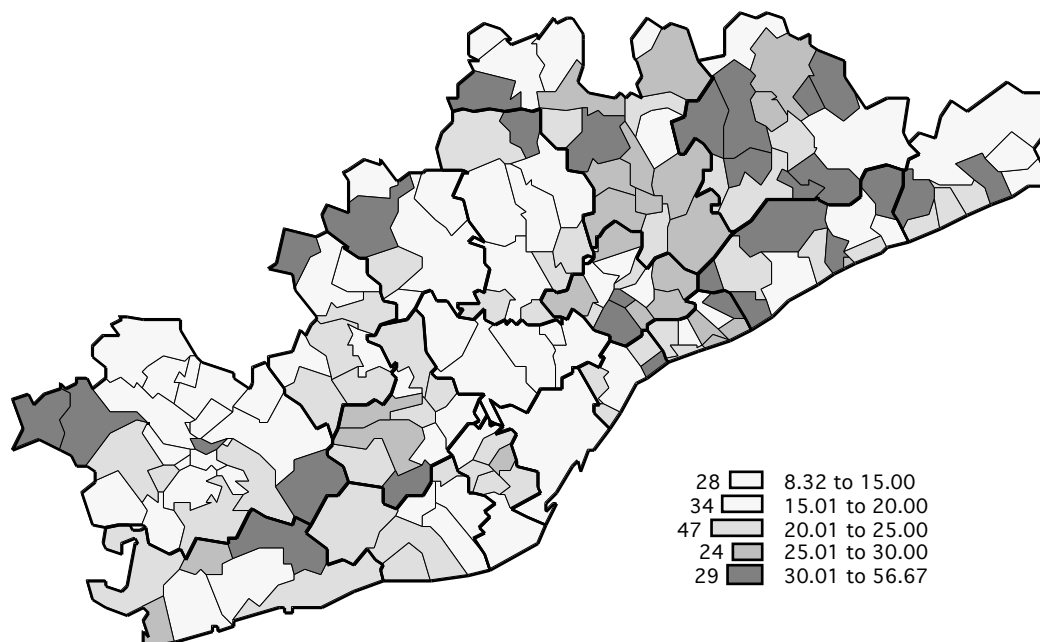 28 8.32 to 15.00
34 15.01 to 20.00
47 20.01 to 25.00
24 25.01 to 30.00
29 30.01 to 56.67